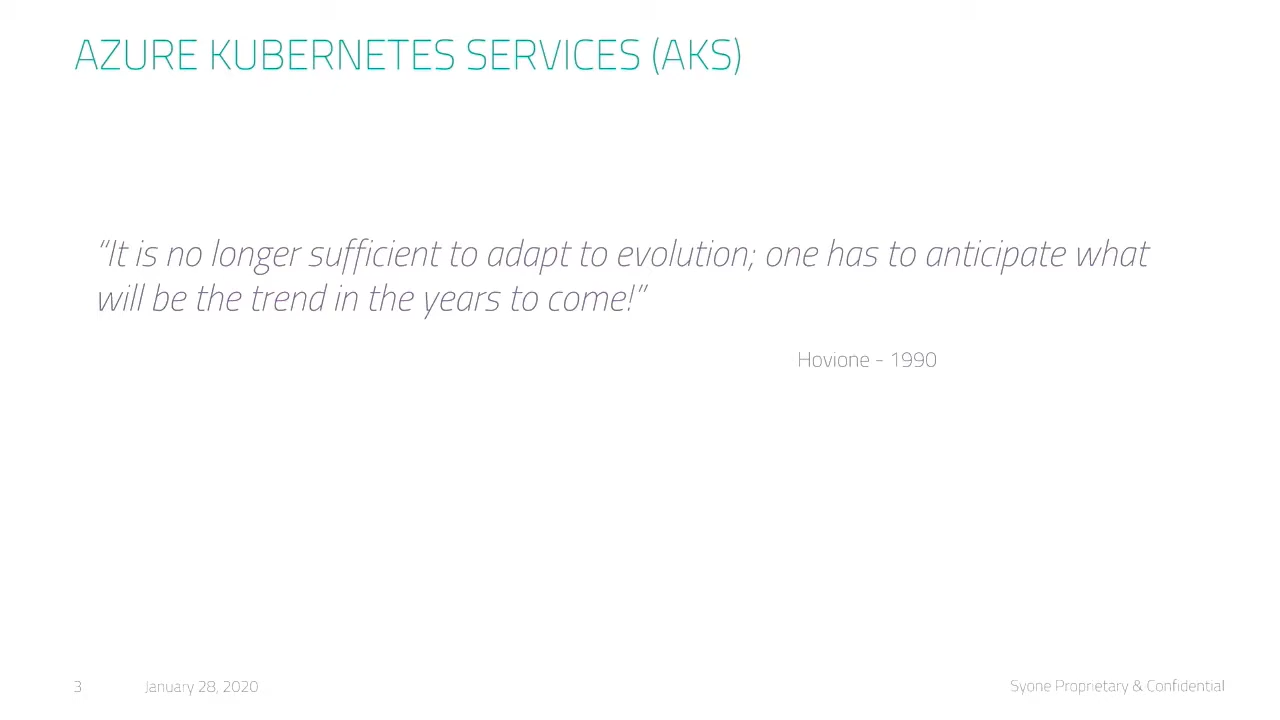 AZURE KUBERNETES SERVICES (AKS)
“It is no longer sufficient to adapt to evolution; one has to anticipate what
will be the trend in the years to come!”
Hovione - 1990
3 January 28, 2020 Syone Proprietary & Confidential